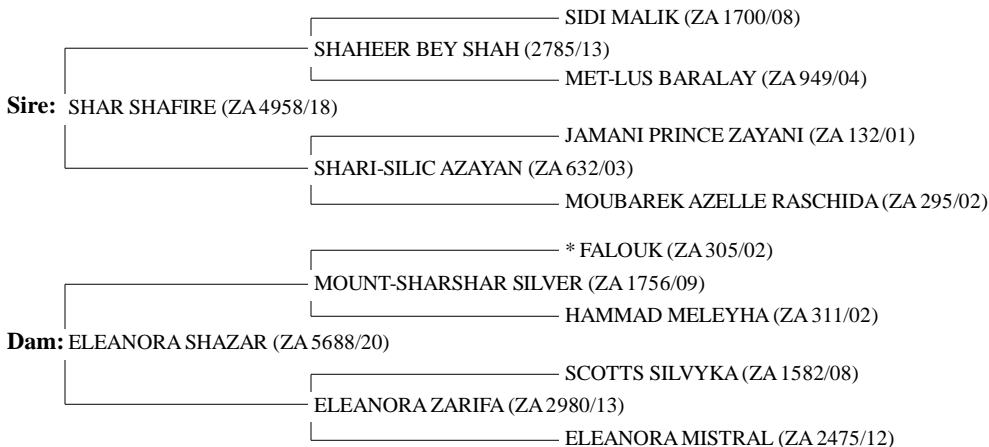 SIDI MALIK (ZA 1700/08)
SHAHEER BEY SHAH (2785/13)
MET-LUS BARALAY (ZA 949/04)
Sire: SHAR SHAFIRE (ZA 4958/18)
JAMANI PRINCE ZAYANI (ZA 132/01)
SHARI-SILIC AZAYAN (ZA 632/03)
MOUBAREK AZELLE RASCHIDA (ZA 295/02)
* FALOUK (ZA 305/02)
MOUNT-SHARSHAR SILVER (ZA 1756/09)
HAMMAD MELEYHA (ZA 311/02)
Dam: ELEANORA SHAZAR (ZA 5688/20)
SCOTTS SILVYKA (ZA 1582/08)
ELEANORA ZARIFA (ZA 2980/13)
ELEANORA MISTRAL (ZA 2475/12)